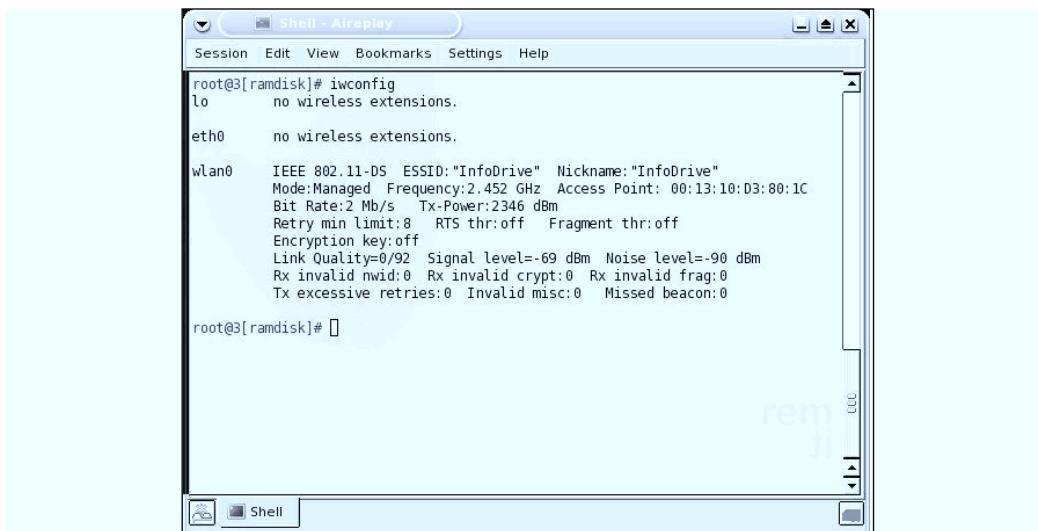 Shell - Aireplay
Session Edit View Bookmarks Settings Help
root@3[ramdisk]# iwconfig
lo no wireless extensions.
eth0 no wireless extensions.
wlan0 IEEE 802.11-DS ESSID:"InfoDrive" Nickname:"InfoDrive"
Mode:Managed Frequency:2.452 GHz Access Point: 00:13:10:D3:80:1C
Bit Rate:2 Mb/s Tx-Power:2346 dBm
Retry min limit:8 RTS thr:off Fragment thr:off
Encryption key:off
Link Quality=0/92 Signal level=-69 dBm Noise level=-90 dBm
Rx invalid nwid:0 Rx invalid crypt:0 Rx invalid frag:0
Tx excessive retries:0 Invalid misc:0 Missed beacon:0
root@3[ramdisk]#
rem
Shell